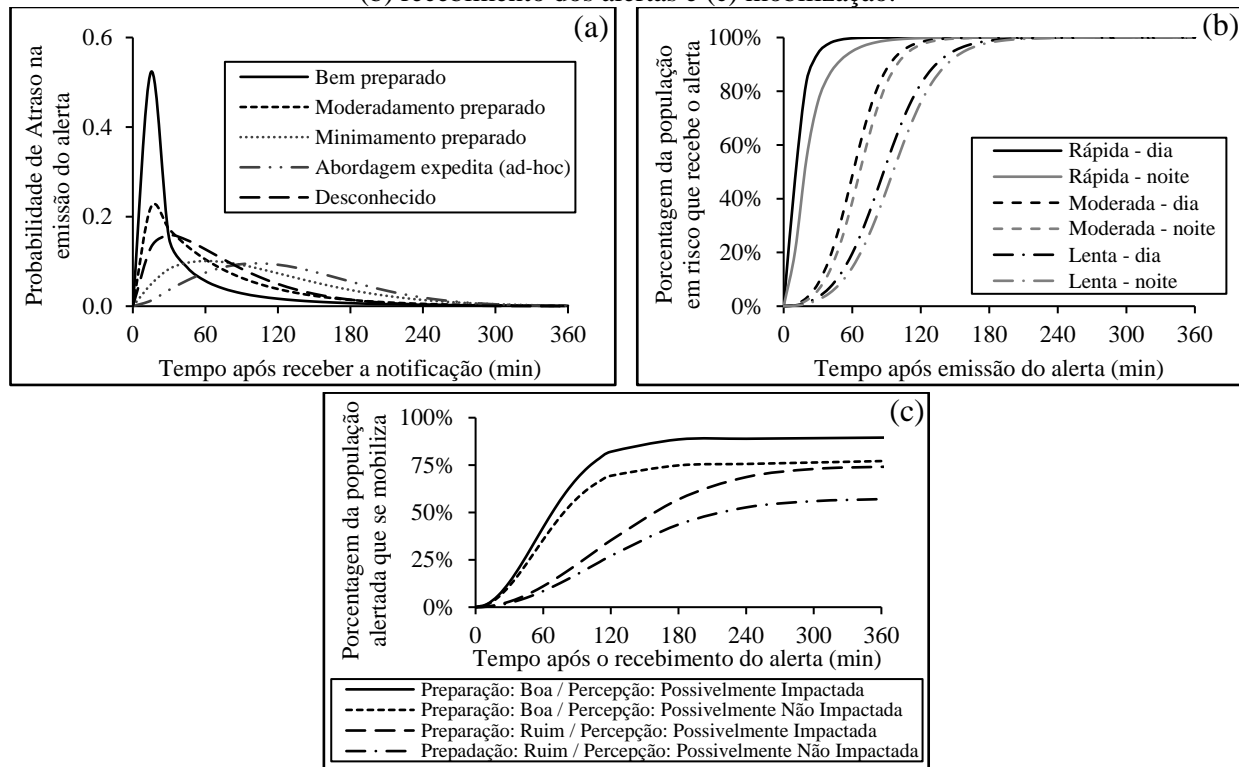 (b) recebimento dos alertas e (c) mobilização.
(a)
Probabilidade de Atraso na
emissão do alerta
0.6
0.4
0.2
0.0
Bem preparado
Moderadamento preparado
Minimamento preparado
Abordagem expedita (ad-hoc)
Desconhecido
0 60 120 180 240 300 360
Tempo após receber a notificação (min)
(b)
Porcentagem da população
em risco que recebe o alerta
100%
80%
60%
40%
20%
0%
Rápida - dia
Rápida - noite
Moderada - dia
Moderada - noite
Lenta - dia
Lenta - noite
0 60 120 180 240 300 360
Tempo após emissão do alerta (min)
(c)
Porcentagem da população
alertada que se mobiliza
100%
75%
50%
25%
0%
0 60 120 180 240 300 360
Tempo após o recebimento do alerta (min)
Preparação: Boa / Percepção: Possivelmente Impactada
Preparação: Boa / Percepção: Possivelmente Não Impactada
Preparação: Ruim / Percepção: Possivelmente Impactada
Prepadação: Ruim / Percepção: Possivelmente Não Impactada